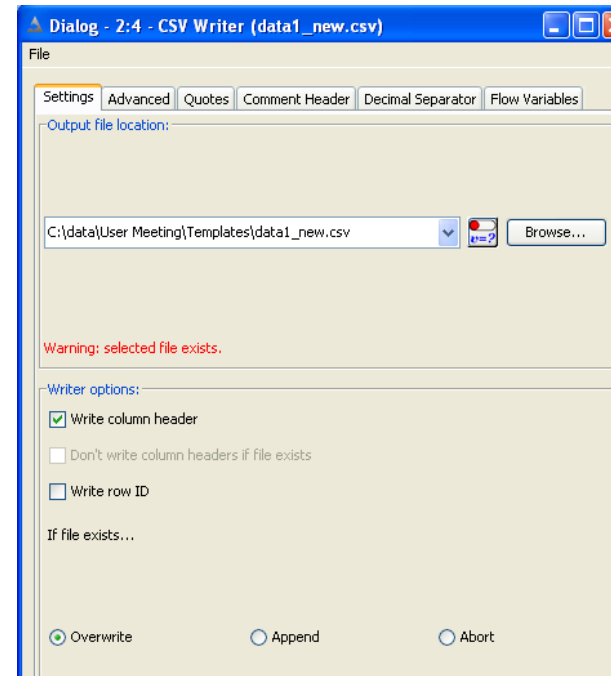 Dialog - 2:4 - CSV Writer (data1_new.csv)
File
Settings Advanced Quotes Comment Header Decimal Separator Flow Variables
Output file location:
C:\data\User Meeting\Templates\data1_new.csv v=? Browse...
Warning: selected file exists.
Writer options:
Write column header
Don't write column headers if file exists
Write row ID
If file exists...
Overwrite Append Abort